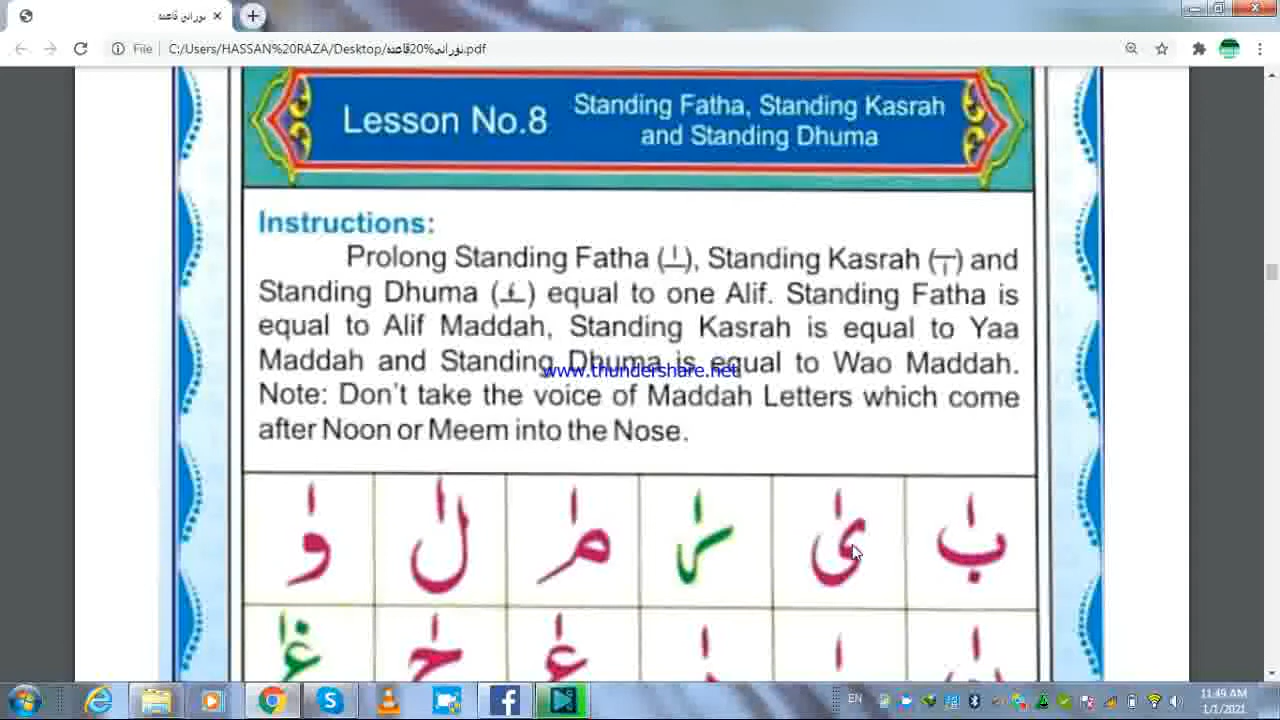 نورانی قاعدہ
File C:/Users/HASSAN%20RAZA/Desktop/نورانی%20قاعدہ.pdf
Lesson No.8
Standing Fatha, Standing Kasrah
and Standing Dhuma
Instructions:
Prolong Standing Fatha (ـٰ), Standing Kasrah (ـٖ) and
Standing Dhuma (ـٗ) equal to one Alif. Standing Fatha is
equal to Alif Maddah, Standing Kasrah is equal to Yaa
Maddah and Standing Dhuma is equal to Wao Maddah.
www.thundershare.net
Note: Don't take the voice of Maddah Letters which come
after Noon or Meem into the Nose.
بٰ یٰ رٰ مٰ لٰ وٰ
عٰ حٰ غٰ
EN
11:49 AM
1/1/2021